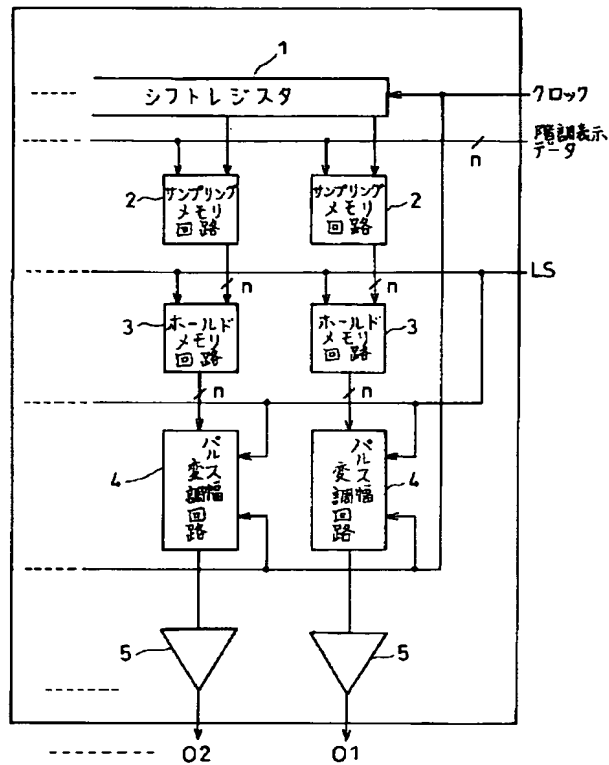 1
シフトレジスタ
クロック
階調表示
データ
n
2
サンプリング
メモリ
回路
サンプリング
メモリ
回路
2
LS
n
n
3
ホールド
メモリ
回路
ホールド
メモリ
回路
3
n
n
4
パルス幅
変調回路
パルス幅
変調回路
4
5
5
O2
O1